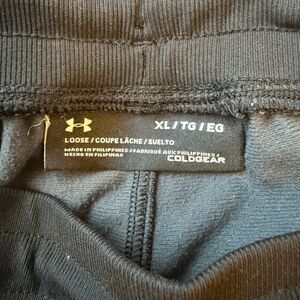 XL / TG / EG
LOOSE / COUPE LÂCHE / SUELTO
MADE IN PHILIPPINES / FABRIQUÉ AUX PHILIPPINES /
HECHO EN FILIPINAS
COLDGEAR